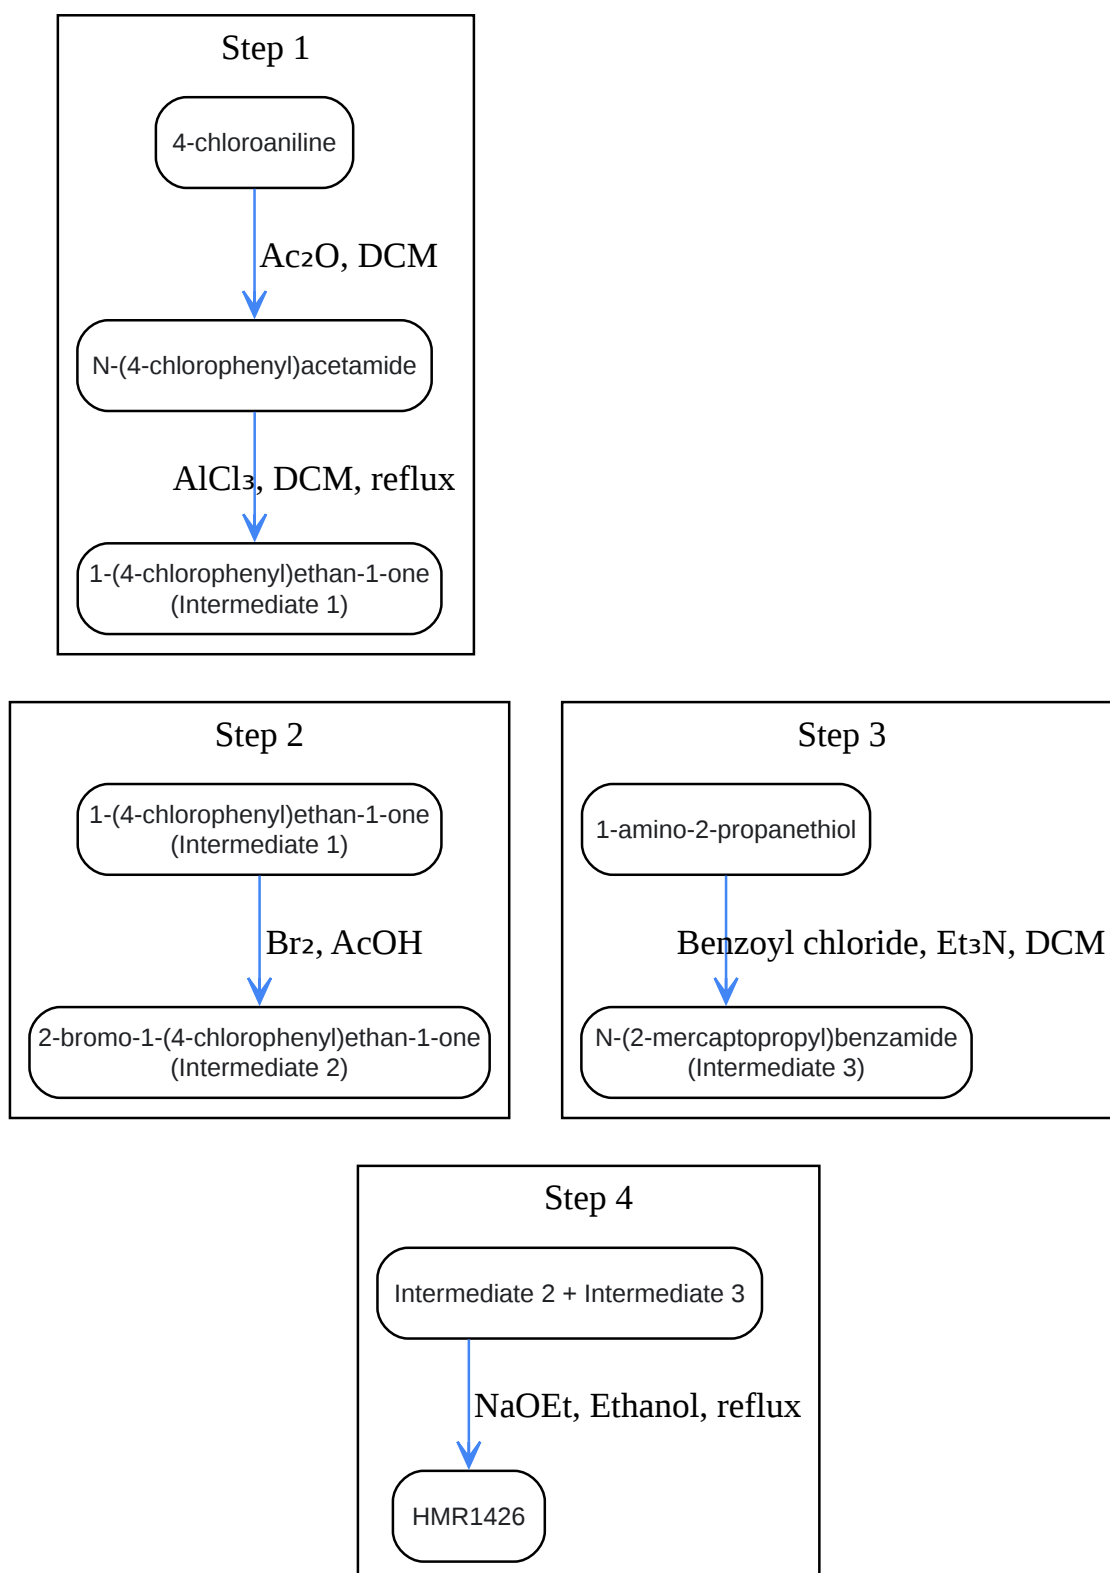 Step 1
4-chloroaniline
Ac₂O, DCM
N-(4-chlorophenyl)acetamide
AlCl₃, DCM, reflux
1-(4-chlorophenyl)ethan-1-one
(Intermediate 1)
Step 2
1-(4-chlorophenyl)ethan-1-one
(Intermediate 1)
Br₂, AcOH
2-bromo-1-(4-chlorophenyl)ethan-1-one
(Intermediate 2)
Step 3
1-amino-2-propanethiol
Benzoyl chloride, Et₃N, DCM
N-(2-mercaptopropyl)benzamide
(Intermediate 3)
Step 4
Intermediate 2 + Intermediate 3
NaOEt, Ethanol, reflux
HMR1426